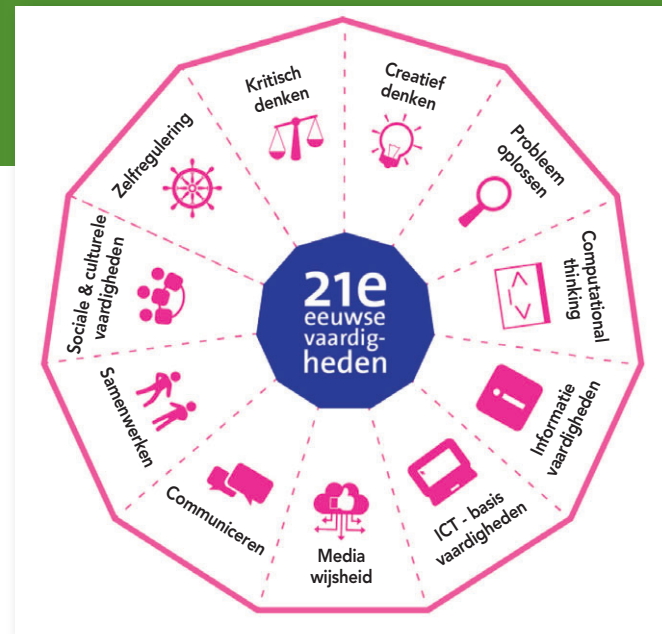 Kritisch
denken
Creatief
denken
Probleem
oplossen
Computational
thinking
Informatie
vaardigheden
ICT - basis
vaardigheden
Media
wijsheid
Communiceren
Samenwerken
Sociale & culturele
vaardigheden
Zelfregulering
21e
eeuwse
vaardig-
heden